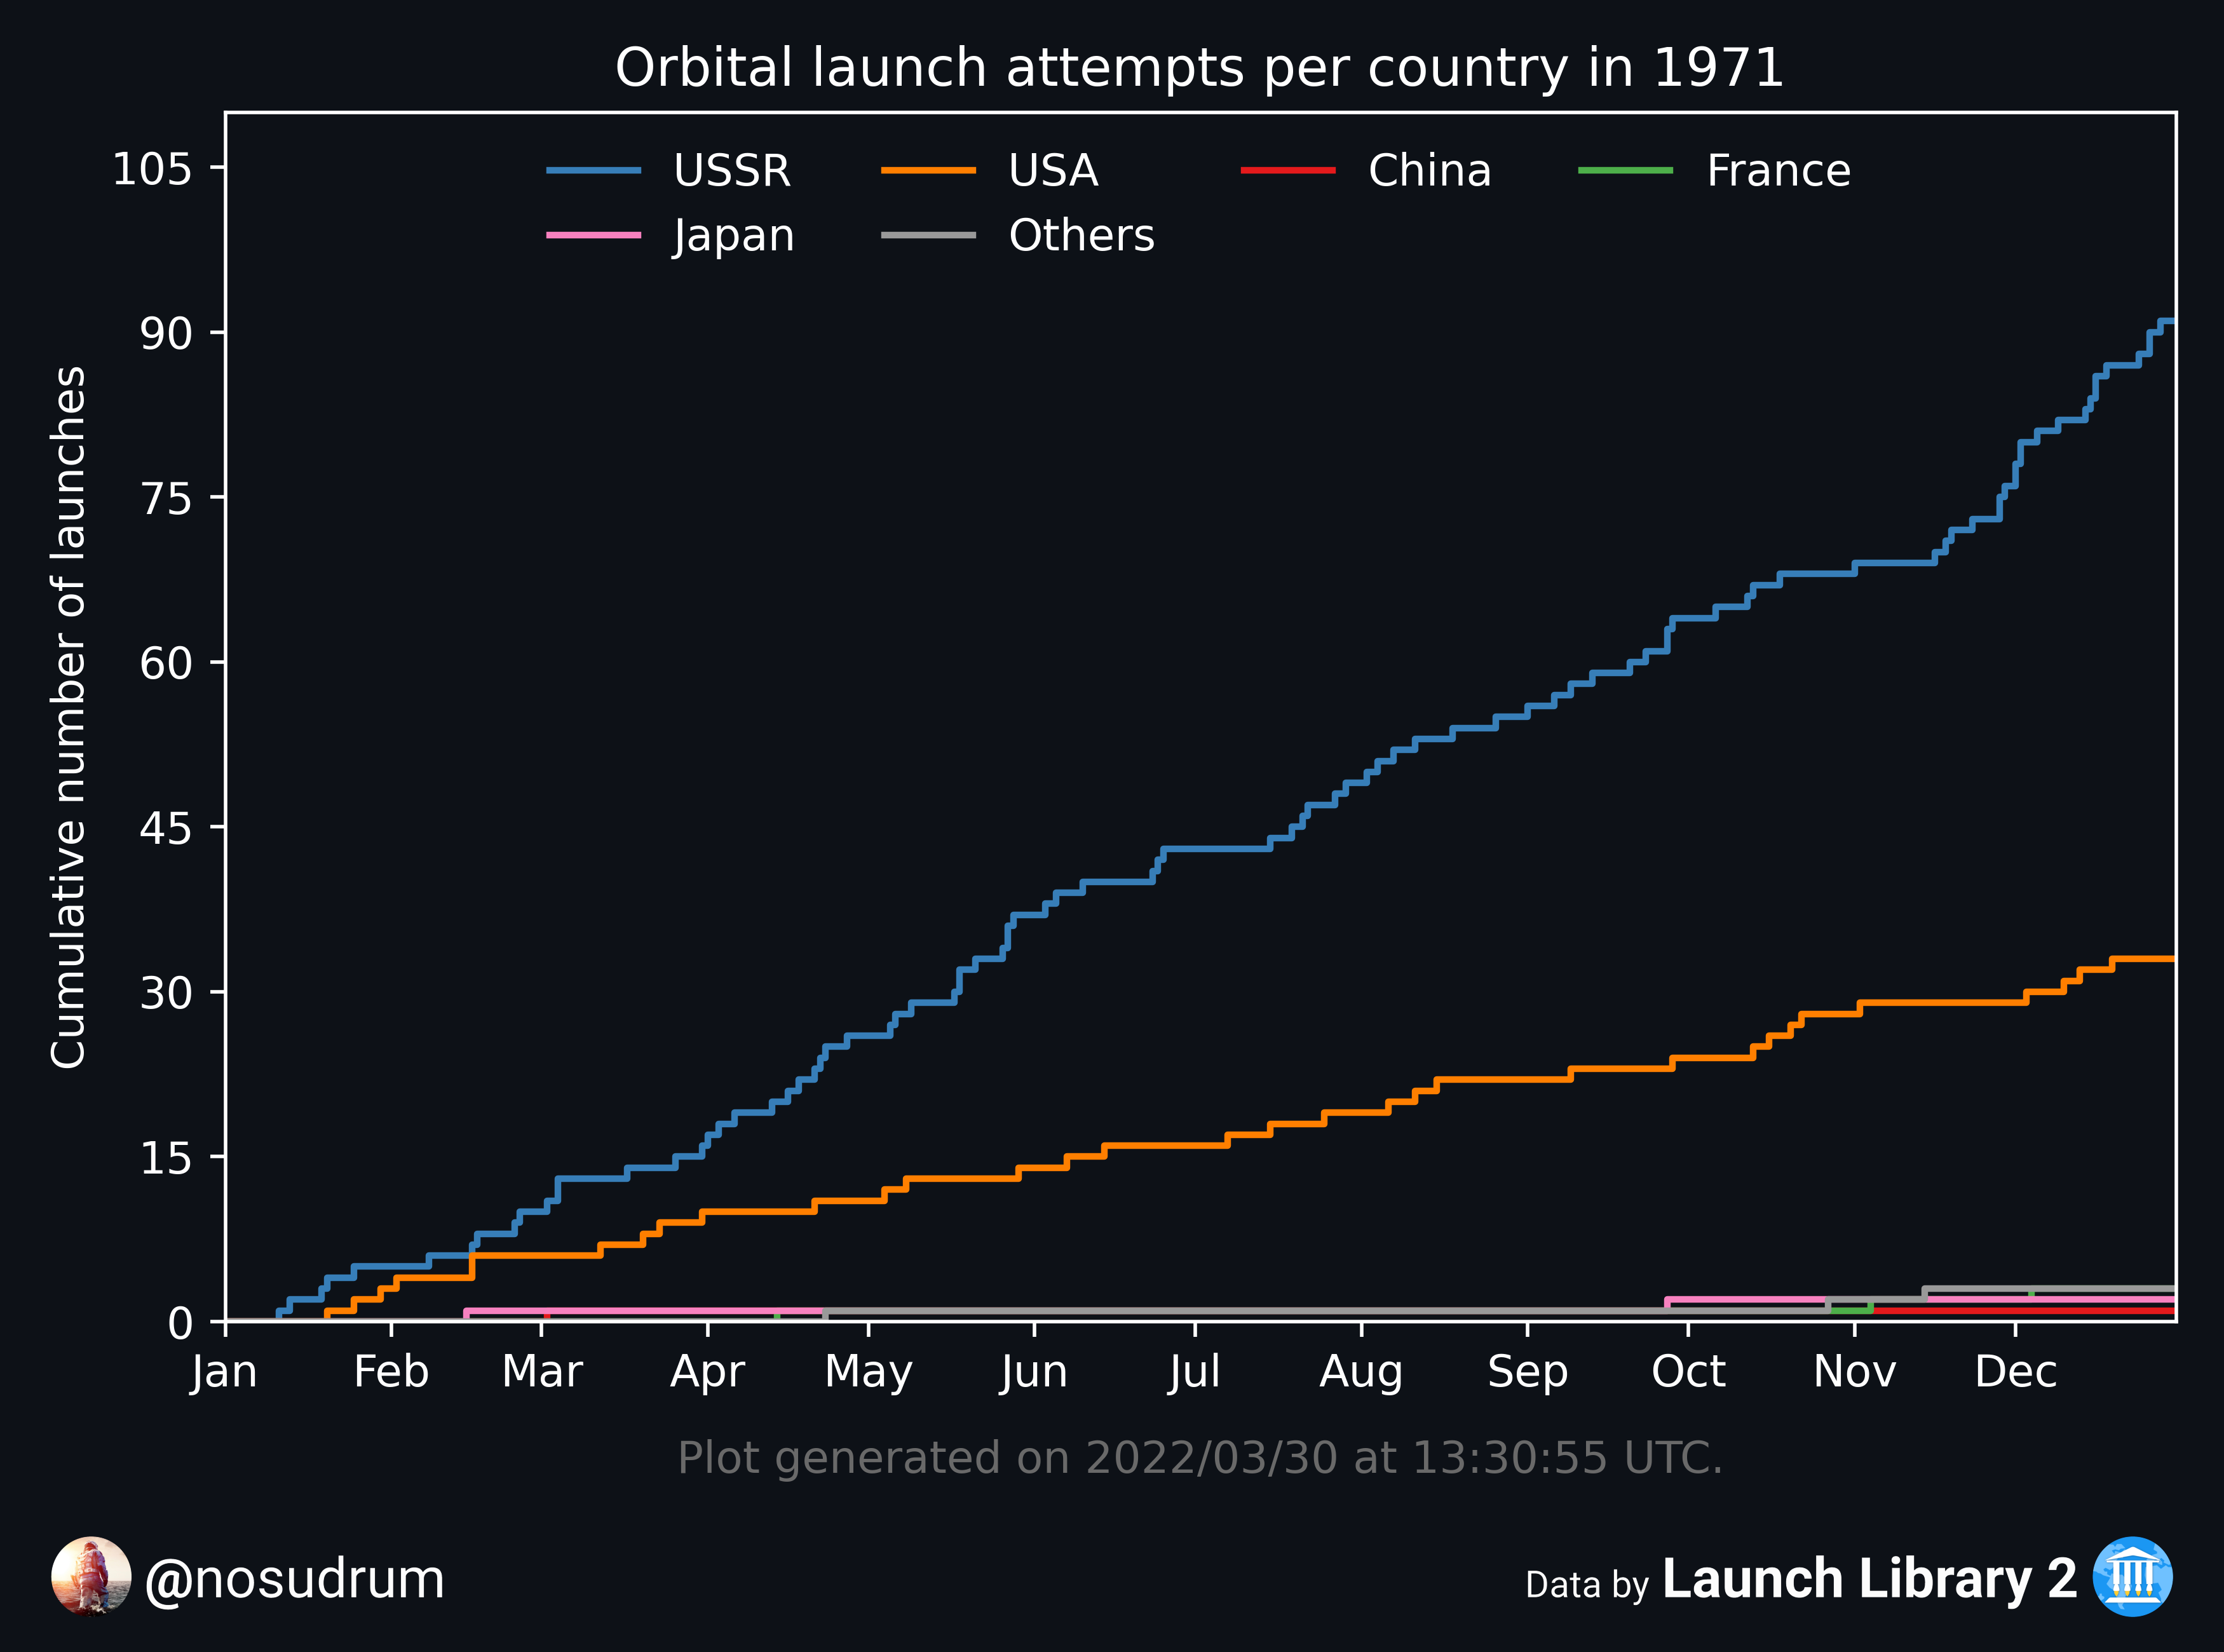 Orbital launch attempts per country in 1971
USSR USA China France
Japan Others
Cumulative number of launches
105
90
75
60
45
30
15
0
Jan Feb Mar Apr May Jun Jul Aug Sep Oct Nov Dec
Plot generated on 2022/03/30 at 13:30:55 UTC.
@nosudrum
Data by Launch Library 2